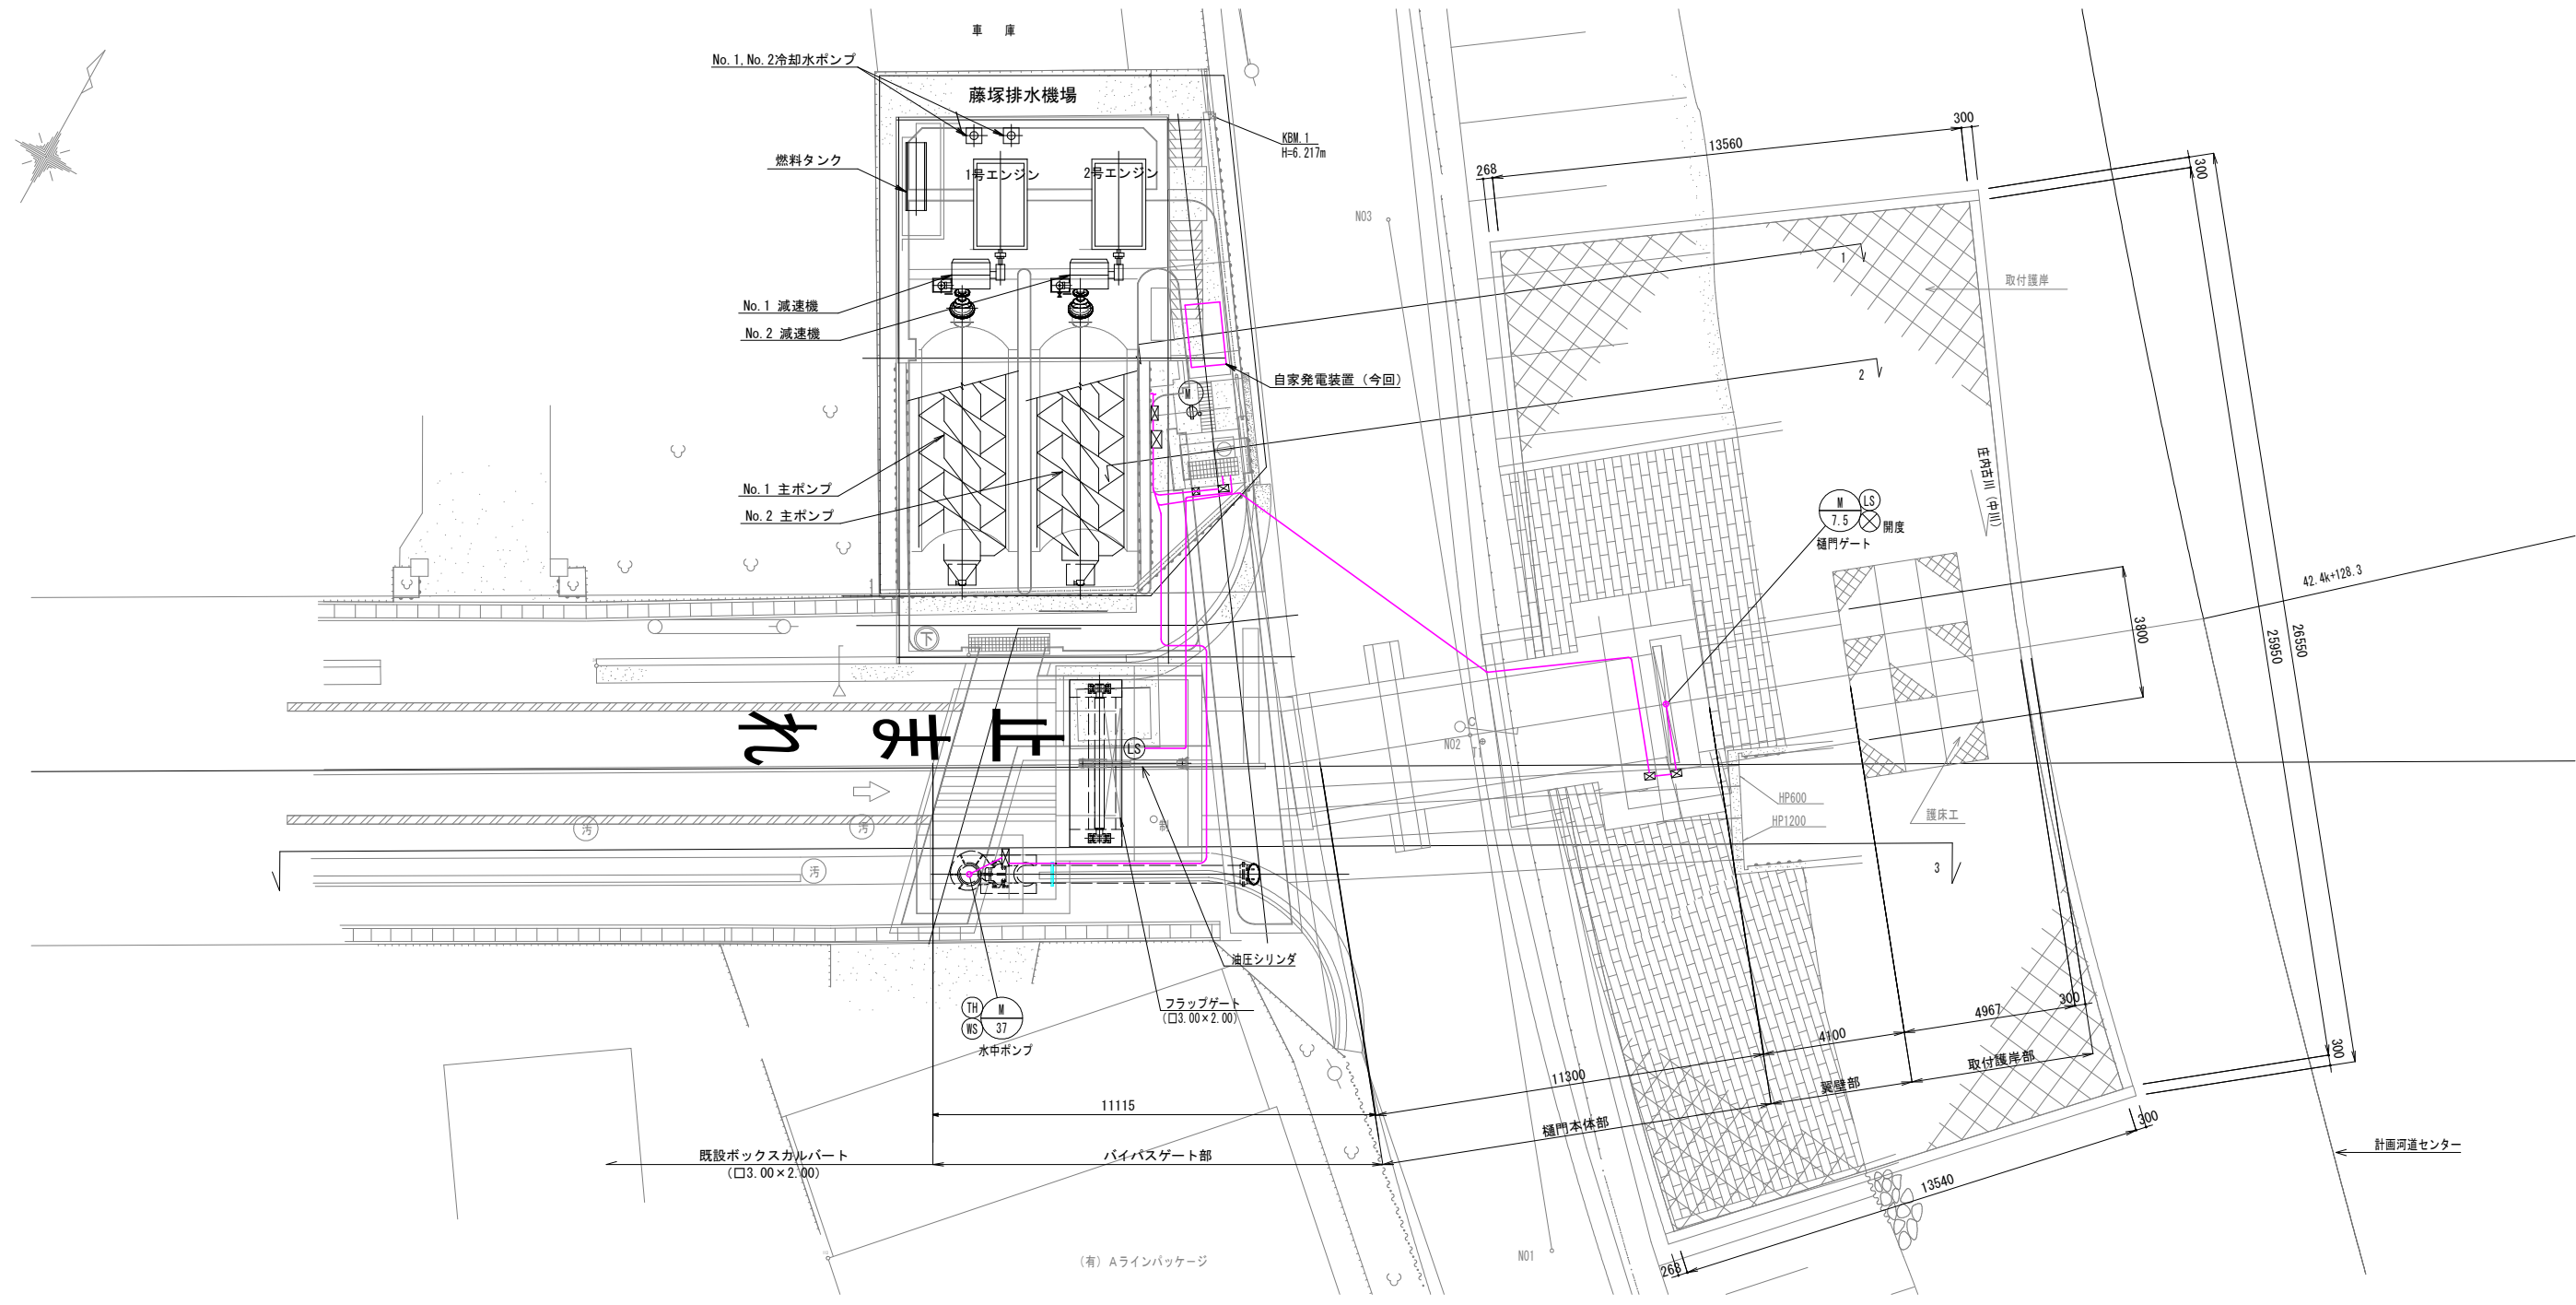 車　庫
No.1,No.2冷却水ポンプ
藤塚排水機場
KBM.1
H=6.217m
燃料タンク
1号エンジン
2号エンジン
No.1 減速機
No.2 減速機
自家発電装置（今回）
No.1 主ポンプ
No.2 主ポンプ
M
下
止まれ
LS
制
汚
汚
汚
油圧シリンダ
フラップゲート
(□3.00×2.00)
TH
WS
M
37
水中ポンプ
11115
既設ボックスカルバート
(□3.00×2.00)
バイパスゲート部
(有) Aラインパッケージ
NO3
NO2
NO1
268
13560
300
300
1
取付護岸
2
庄内古川（中川）
M
7.5
LS
開度
樋門ゲート
42.4k+128.3
3800
25950
26550
HP600
HP1200
護床工
3
300
4967
4100
11300
取付護岸部
翼壁部
樋門本体部
300
300
13540
268
計画河道センター